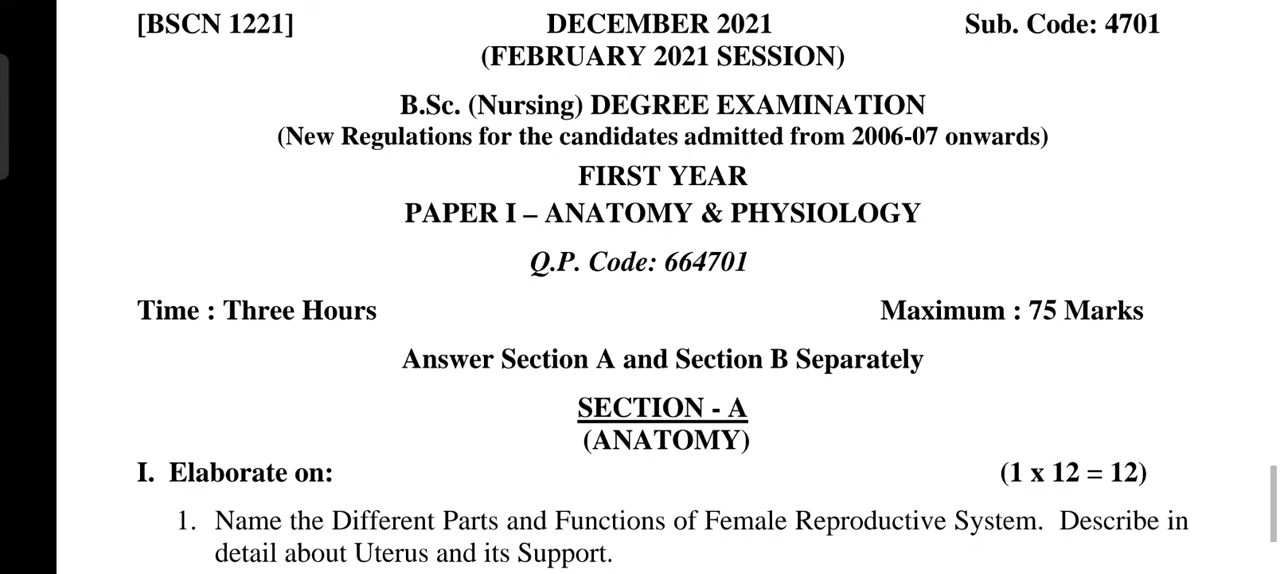 [BSCN 1221] DECEMBER 2021 Sub. Code: 4701
(FEBRUARY 2021 SESSION)
B.Sc. (Nursing) DEGREE EXAMINATION
(New Regulations for the candidates admitted from 2006-07 onwards)
FIRST YEAR
PAPER I – ANATOMY & PHYSIOLOGY
Q.P. Code: 664701
Time : Three Hours Maximum : 75 Marks
Answer Section A and Section B Separately
SECTION - A
(ANATOMY)
I. Elaborate on: (1 x 12 = 12)
1. Name the Different Parts and Functions of Female Reproductive System. Describe in
detail about Uterus and its Support.